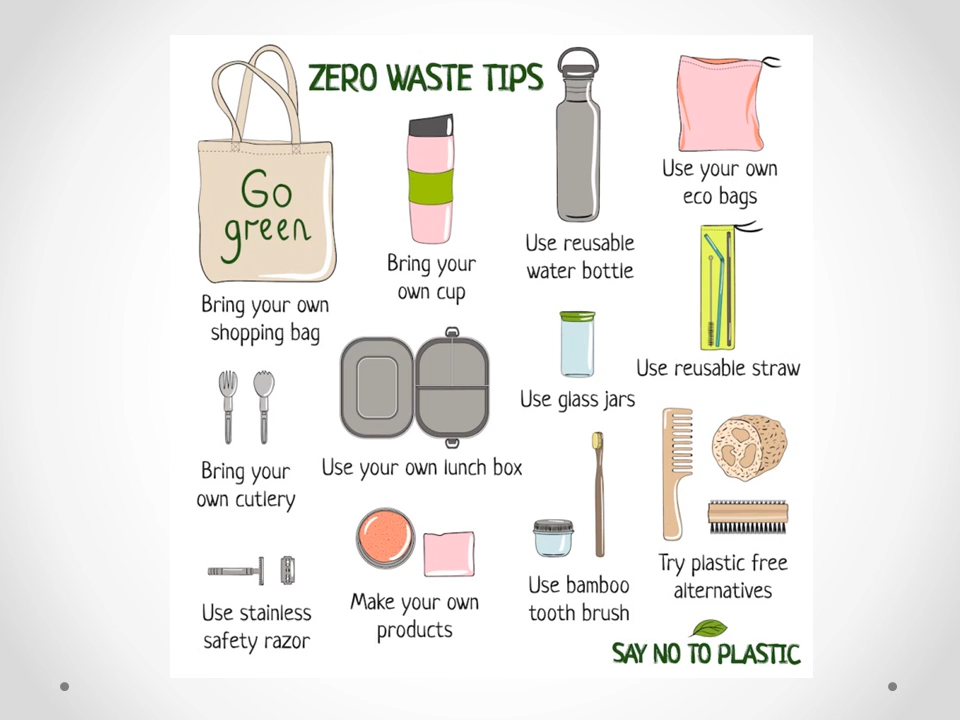 ZERO WASTE TIPS
Go
green
Bring your own
shopping bag
Bring your
own cup
Use reusable
water bottle
Use your own
eco bags
Use reusable straw
Use glass jars
Bring your
own cutlery
Use your own lunch box
Try plastic free
alternatives
Use stainless
safety razor
Make your own
products
Use bamboo
tooth brush
SAY NO TO PLASTIC